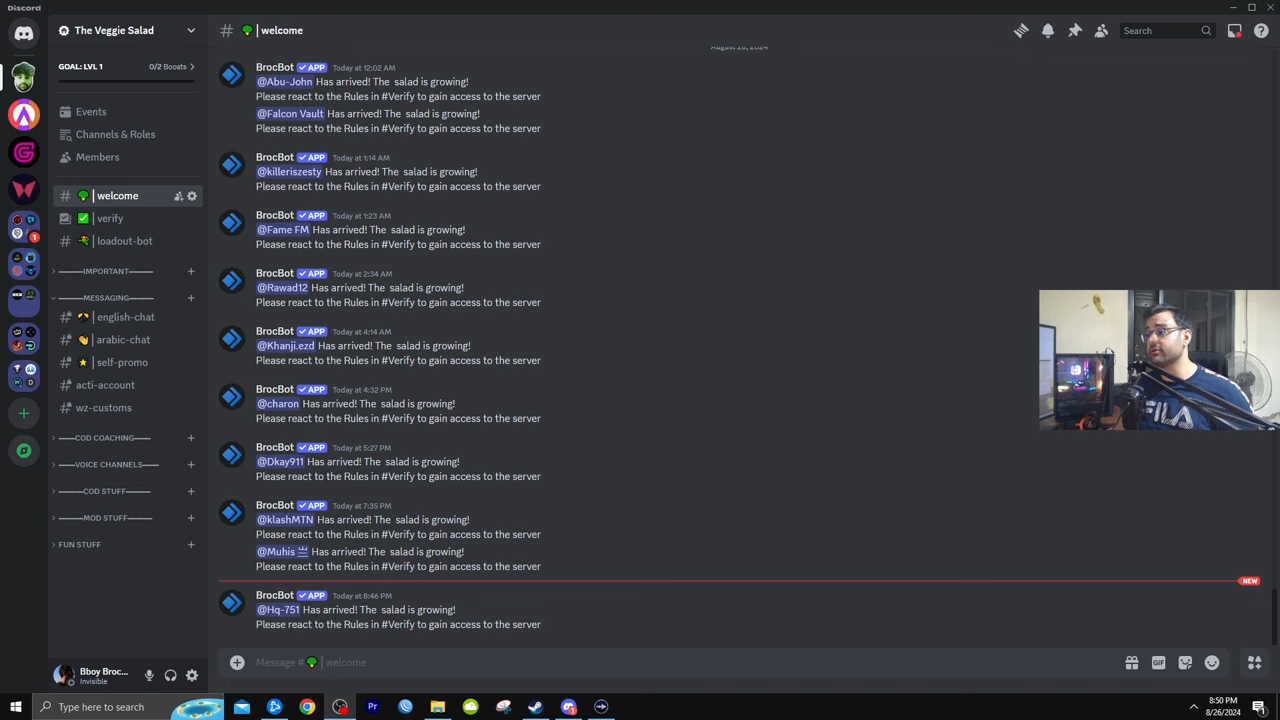 Discord
The Veggie Salad
welcome
Search
GOAL: LVL 1
0/2 Boosts
August 26, 2024
Events
Channels & Roles
Members
welcome
verify
loadout-bot
IMPORTANT
MESSAGING
english-chat
arabic-chat
self-promo
acti-account
wz-customs
COD COACHING
VOICE CHANNELS
COD STUFF
MOD STUFF
FUN STUFF
BrocBot APP Today at 12:02 AM
@Abu-John Has arrived! The salad is growing!
Please react to the Rules in #Verify to gain access to the server
@Falcon Vault Has arrived! The salad is growing!
Please react to the Rules in #Verify to gain access to the server
BrocBot APP Today at 1:14 AM
@killeriszesty Has arrived! The salad is growing!
Please react to the Rules in #Verify to gain access to the server
BrocBot APP Today at 1:23 AM
@Fame FM Has arrived! The salad is growing!
Please react to the Rules in #Verify to gain access to the server
BrocBot APP Today at 2:34 AM
@Rawad12 Has arrived! The salad is growing!
Please react to the Rules in #Verify to gain access to the server
BrocBot APP Today at 4:14 AM
@Khanji.ezd Has arrived! The salad is growing!
Please react to the Rules in #Verify to gain access to the server
BrocBot APP Today at 4:32 PM
@charon Has arrived! The salad is growing!
Please react to the Rules in #Verify to gain access to the server
BrocBot APP Today at 5:27 PM
@Dkay911 Has arrived! The salad is growing!
Please react to the Rules in #Verify to gain access to the server
BrocBot APP Today at 7:35 PM
@klashMTN Has arrived! The salad is growing!
Please react to the Rules in #Verify to gain access to the server
@Muhis 亗 Has arrived! The salad is growing!
Please react to the Rules in #Verify to gain access to the server
NEW
BrocBot APP Today at 8:46 PM
@Hq-751 Has arrived! The salad is growing!
Please react to the Rules in #Verify to gain access to the server
Message # | welcome
GIF
Bboy Broc...
Invisible
FILA
Type here to search
Pr
8:50 PM
8/26/2024